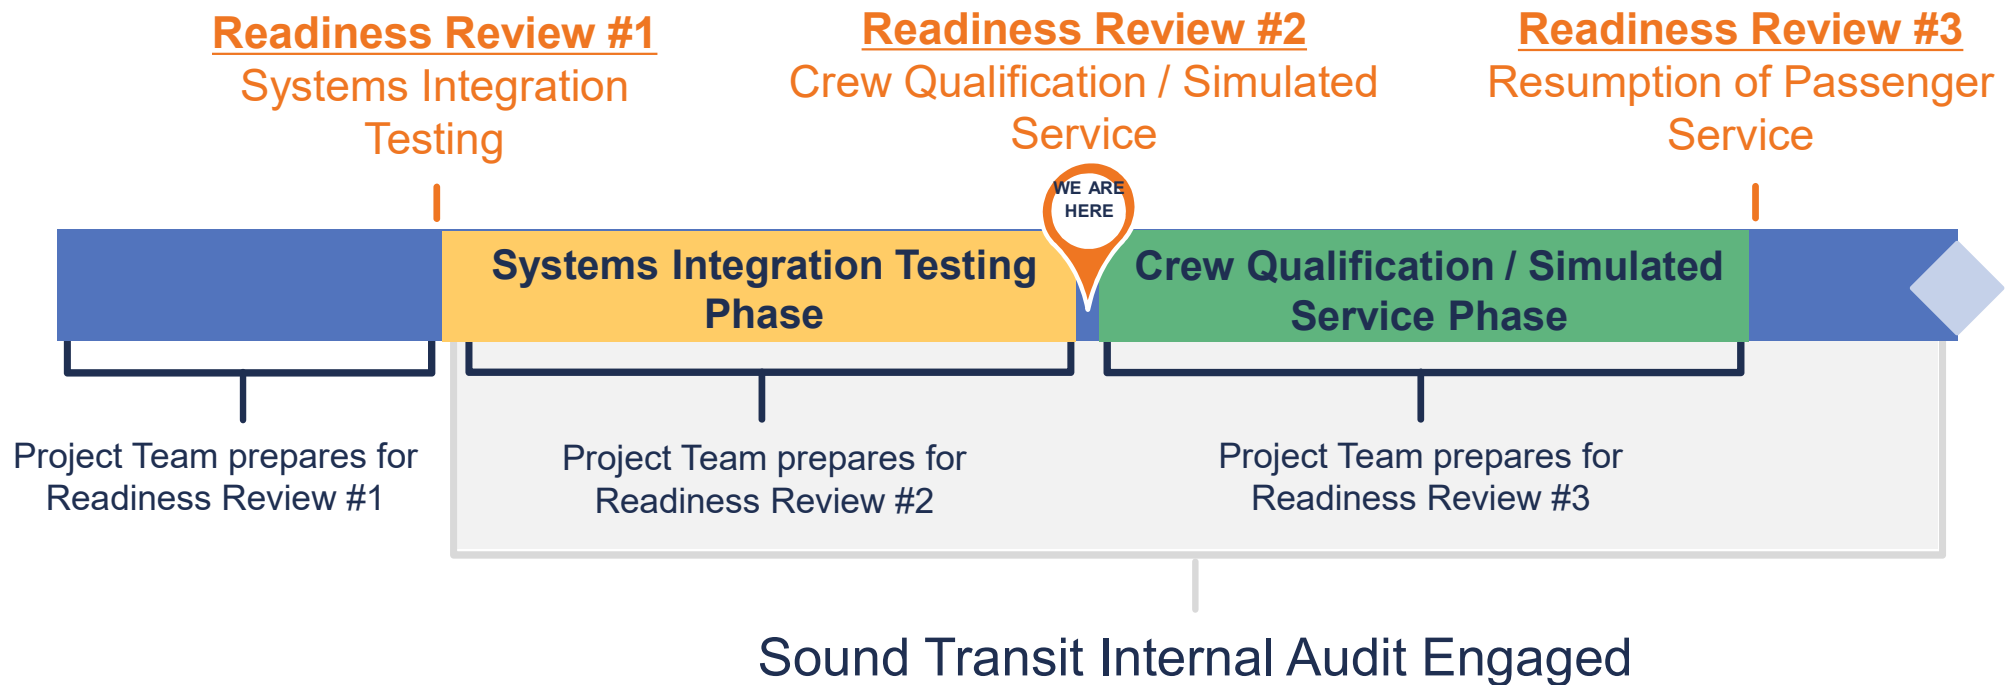 Readiness Review #1
Systems Integration
Testing
Readiness Review #2
Crew Qualification / Simulated
Service
Readiness Review #3
Resumption of Passenger
Service
WE ARE
HERE
Systems Integration Testing
Phase
Crew Qualification / Simulated
Service Phase
Project Team prepares for
Readiness Review #1
Project Team prepares for
Readiness Review #2
Project Team prepares for
Readiness Review #3
Sound Transit Internal Audit Engaged